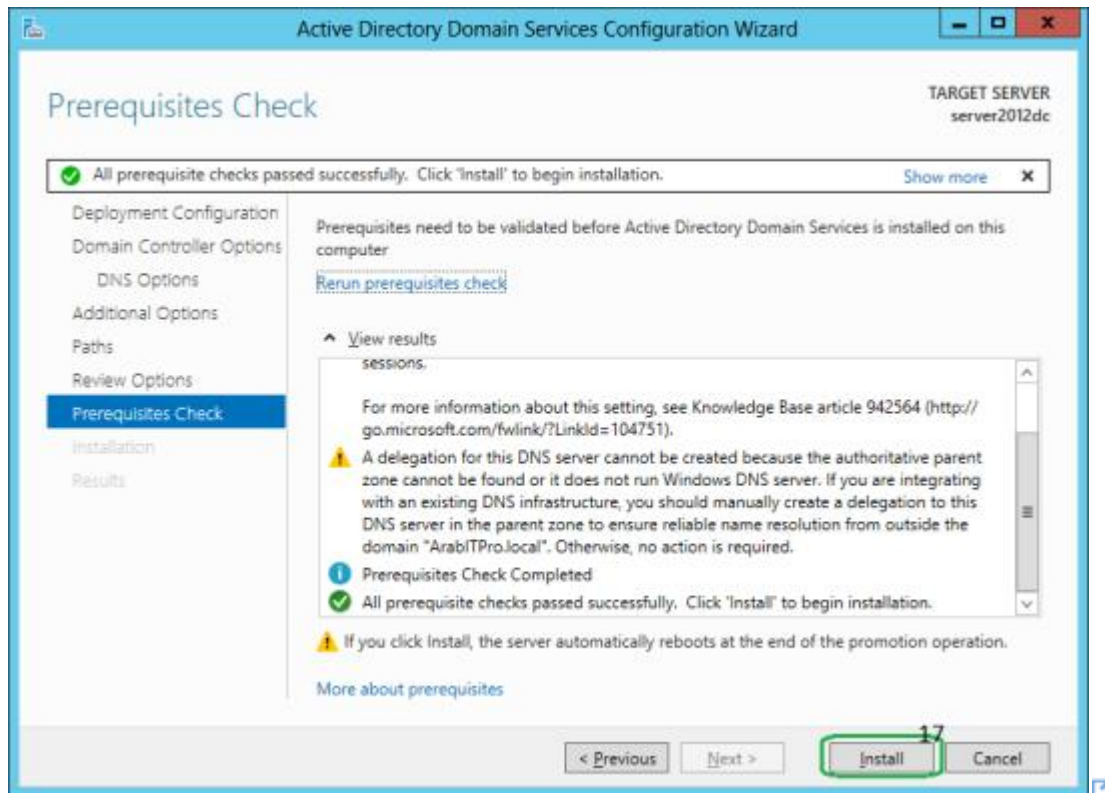 Active Directory Domain Services Configuration Wizard
Prerequisites Check
TARGET SERVER
server2012dc
All prerequisite checks passed successfully. Click 'Install' to begin installation.
Show more
Deployment Configuration
Domain Controller Options
DNS Options
Additional Options
Paths
Review Options
Prerequisites Check
Installation
Results
Prerequisites need to be validated before Active Directory Domain Services is installed on this
computer
Rerun prerequisites check
View results
sessions.
For more information about this setting, see Knowledge Base article 942564 (http://
go.microsoft.com/fwlink/?LinkId=104751).
A delegation for this DNS server cannot be created because the authoritative parent
zone cannot be found or it does not run Windows DNS server. If you are integrating
with an existing DNS infrastructure, you should manually create a delegation to this
DNS server in the parent zone to ensure reliable name resolution from outside the
domain "ArabITPro.local". Otherwise, no action is required.
Prerequisites Check Completed
All prerequisite checks passed successfully. Click 'Install' to begin installation.
If you click Install, the server automatically reboots at the end of the promotion operation.
More about prerequisites
17
< Previous
Next >
Install
Cancel